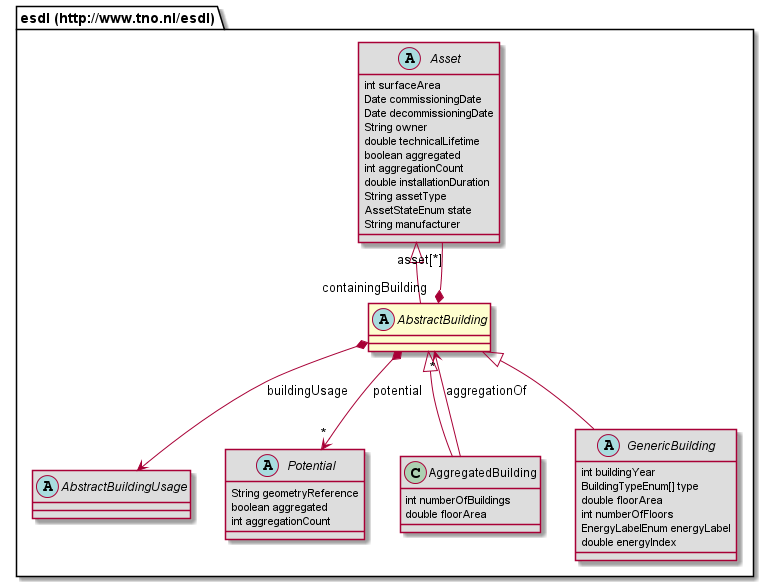 esdl (http://www.tno.nl/esdl)
A Asset
int surfaceArea
Date commissioningDate
Date decommissioningDate
String owner
double technicalLifetime
boolean aggregated
int aggregationCount
double installationDuration
String assetType
AssetStateEnum state
String manufacturer
asset[*]
containingBuilding
A AbstractBuilding
buildingUsage
potential
*
aggregationOf
*
A AbstractBuildingUsage
A Potential
String geometryReference
boolean aggregated
int aggregationCount
C AggregatedBuilding
int numberOfBuildings
double floorArea
A GenericBuilding
int buildingYear
BuildingTypeEnum[] type
double floorArea
int numberOfFloors
EnergyLabelEnum energyLabel
double energyIndex